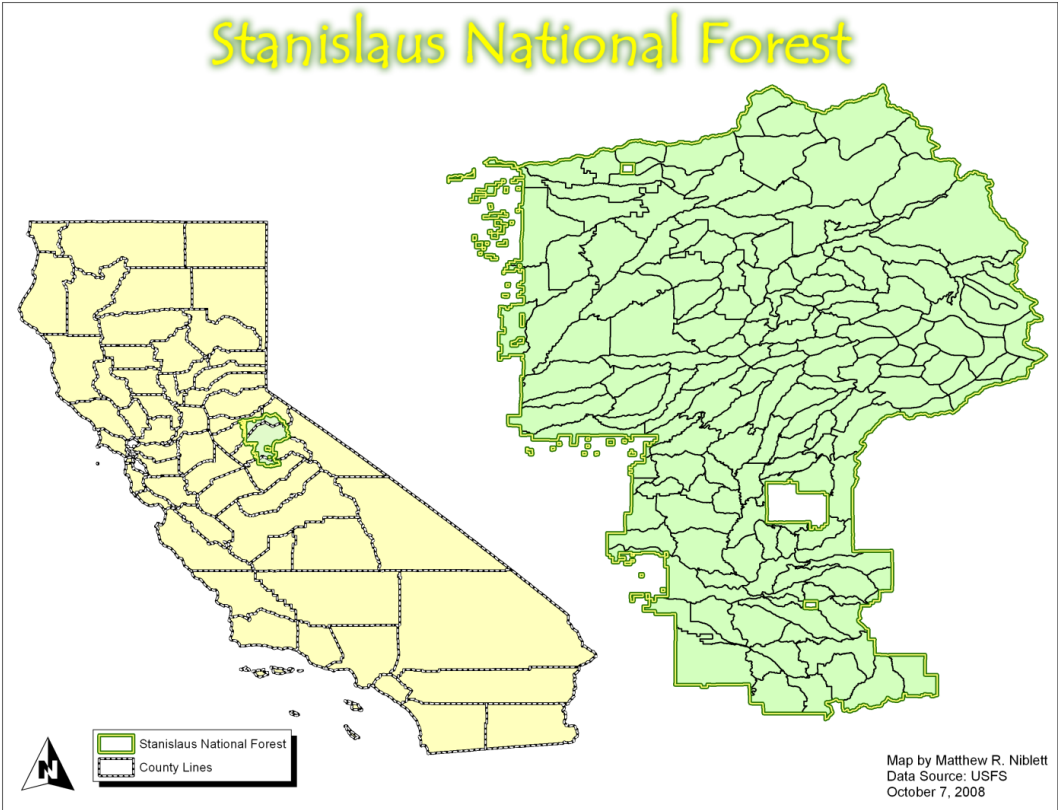 Stanislaus National Forest
N
Stanislaus National Forest
County Lines
Map by Matthew R. Niblett
Data Source: USFS
October 7, 2008